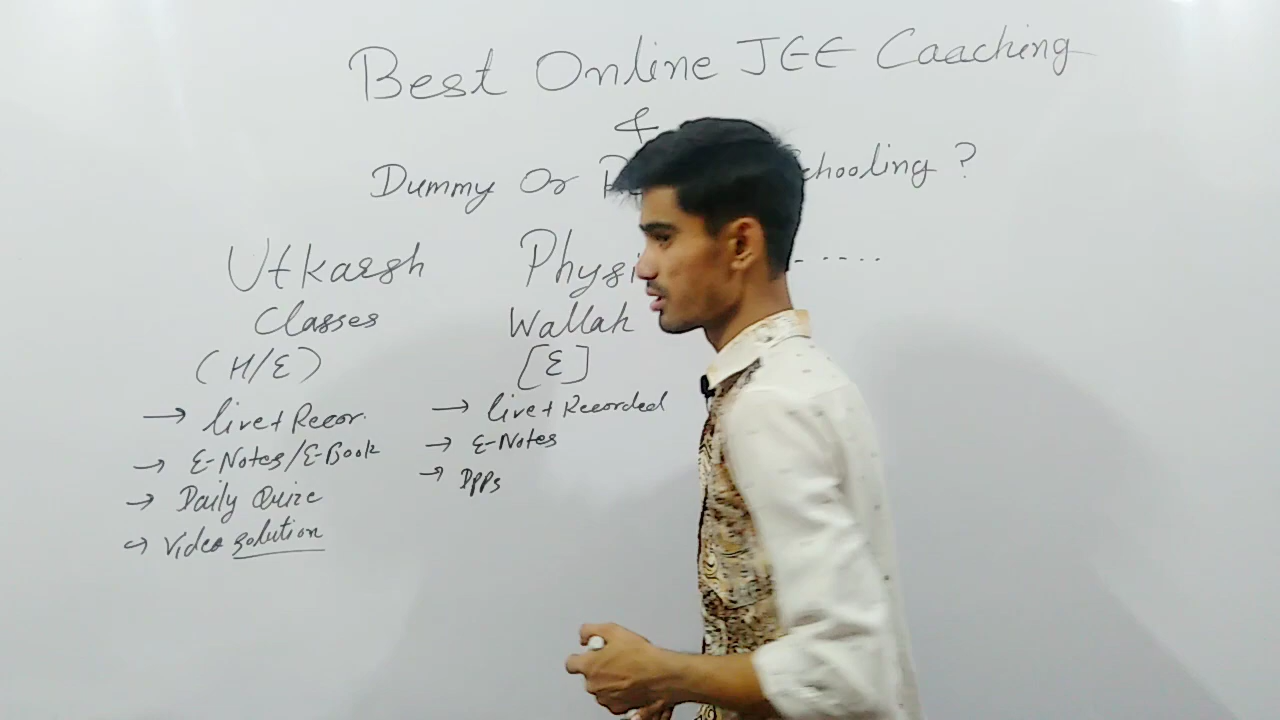 Best Online JEE Caaching
&
Dummy Or chooling ?
Utkarsh Physi .....
Classes Wallah
(H/E) [E]
→ live+ Recor. → live+ Recorded
→ E-Notes/E-Book → E-Notes
→ Daily Quize → DPPs
→ Video solution